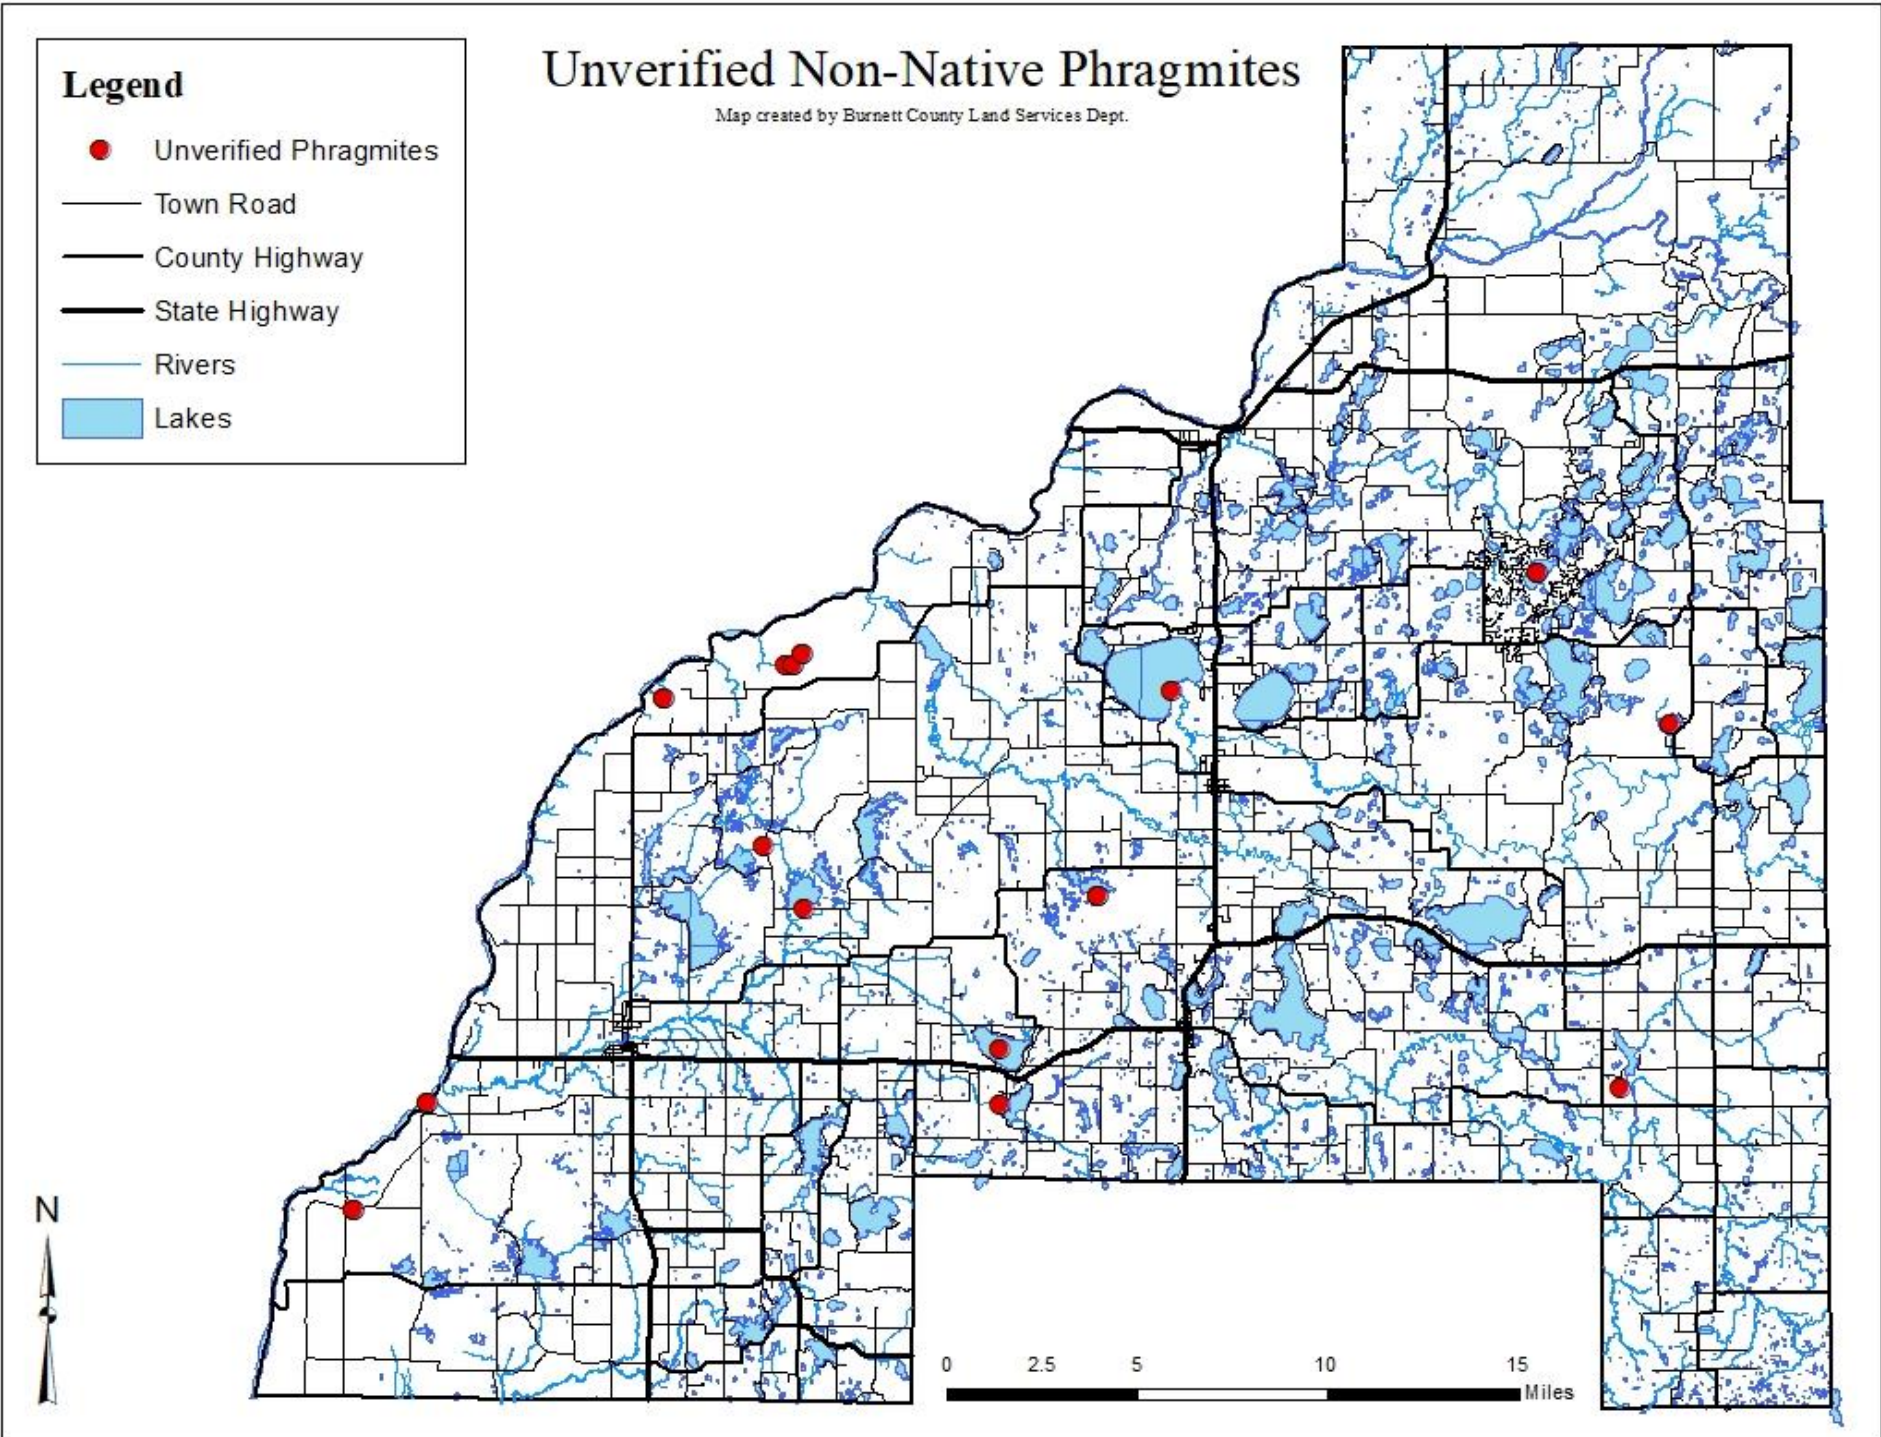 Unverified Non-Native Phragmites
Map created by Burnett County Land Services Dept.
Legend
Unverified Phragmites
Town Road
County Highway
State Highway
Rivers
Lakes
N
0 2.5 5 10 15
Miles